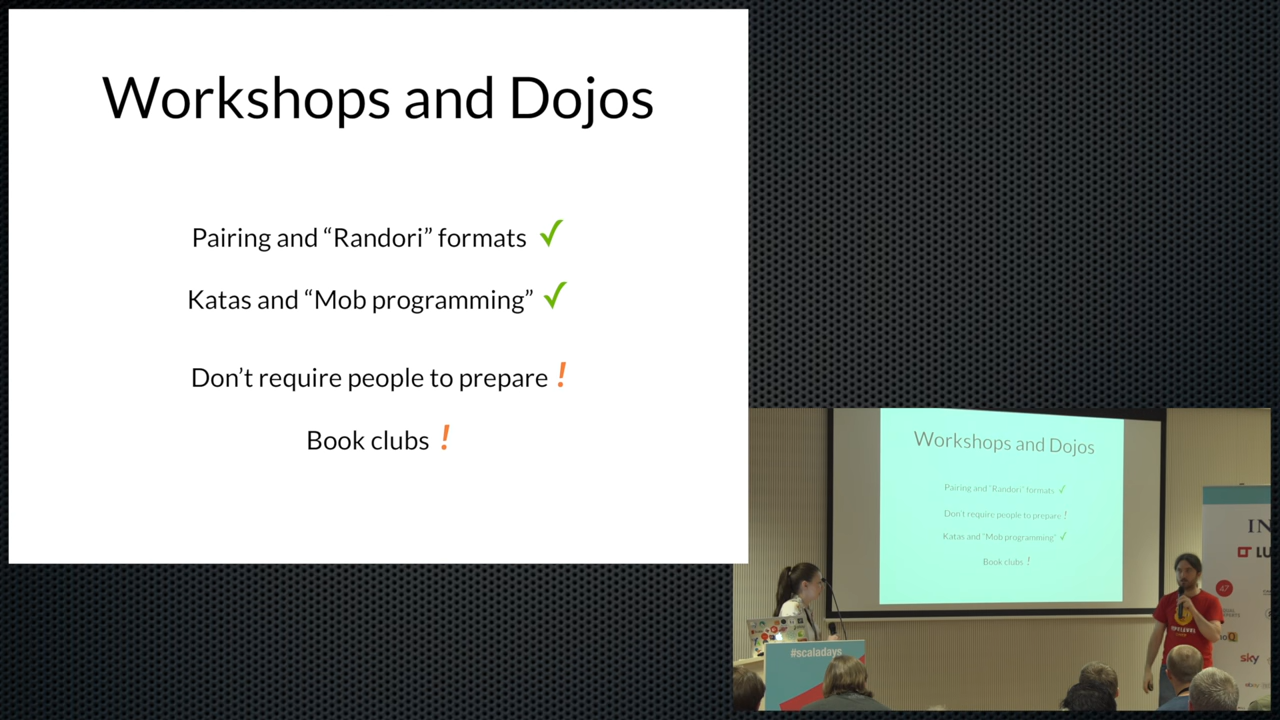 Workshops and Dojos
Pairing and “Randori” formats ✓
Katas and “Mob programming” ✓
Don’t require people to prepare !
Book clubs !
Workshops and Dojos
Pairing and “Randori” formats ✓
Don’t require people to prepare !
Katas and “Mob programming” ✓
Book clubs !
#scaladays
sky